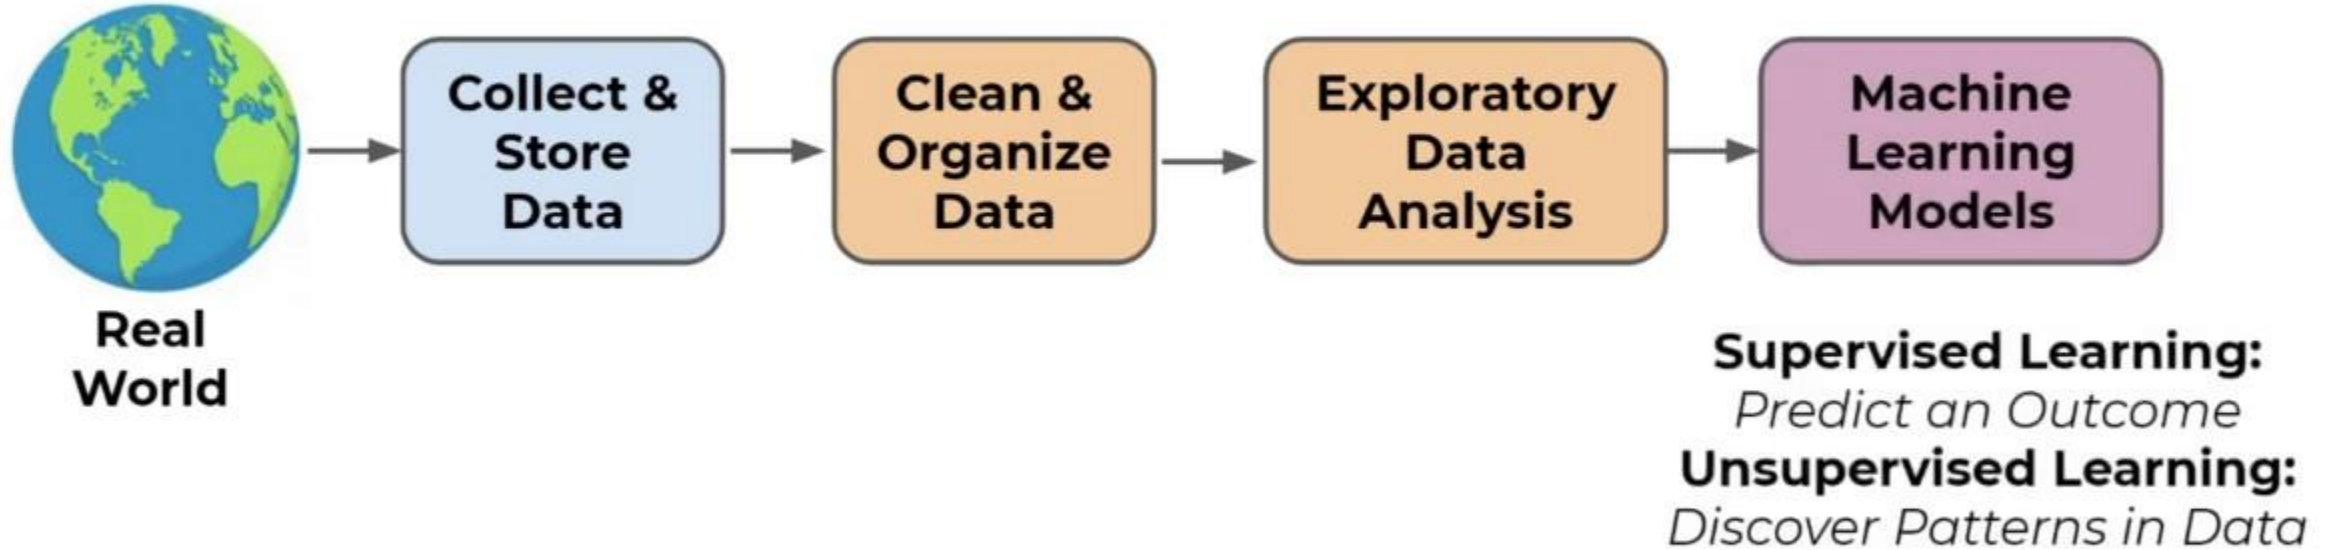 Real
World
Collect &
Store
Data
Clean &
Organize
Data
Exploratory
Data
Analysis
Machine
Learning
Models
Supervised Learning:
Predict an Outcome
Unsupervised Learning:
Discover Patterns in Data